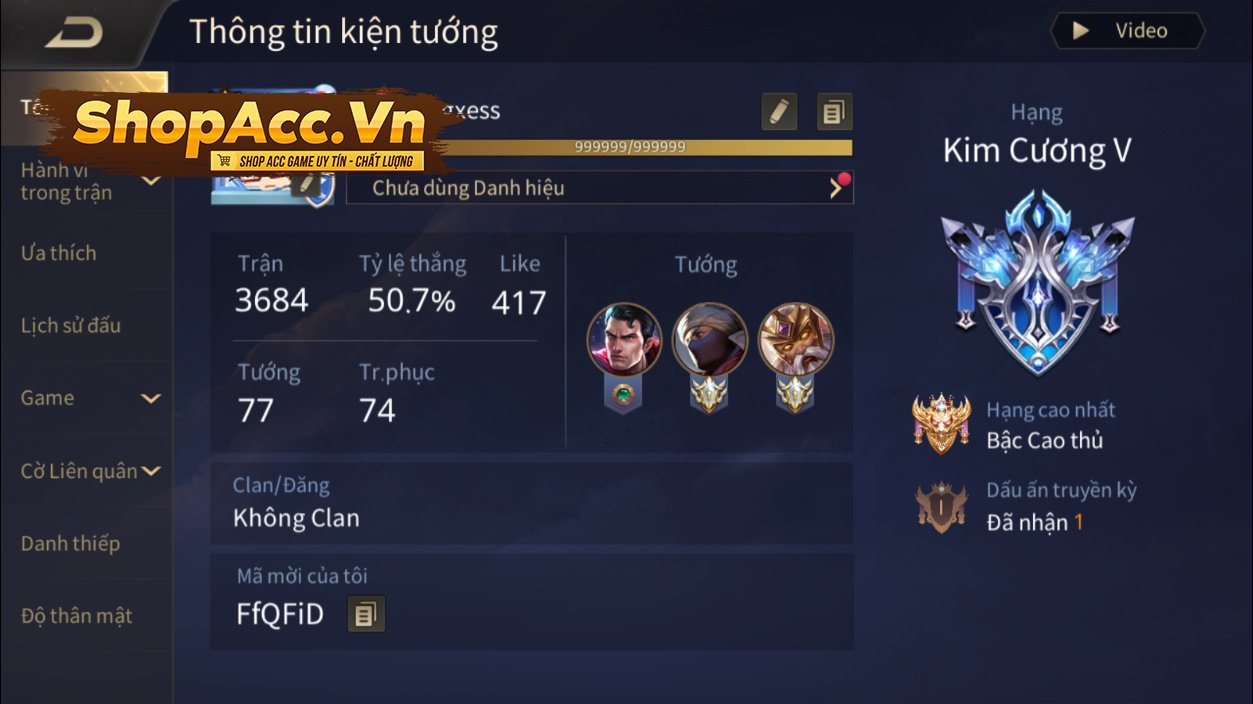 Thông tin kiện tướng
Video
ShopAcc.Vn
SHOP ACC GAME UY TÍN - CHẤT LƯỢNG
999999/999999
Chưa dùng Danh hiệu
Hành vi
trong trận
Ưa thích
Lịch sử đấu
Game
Cờ Liên quân
Danh thiếp
Độ thân mật
Trận
Tỷ lệ thắng
Like
3684
50.7%
417
Tướng
Tr.phục
77
74
Tướng
Clan/Đăng
Không Clan
Mã mời của tôi
FfQFiD
Hạng
Kim Cương V
Hạng cao nhất
Bậc Cao thủ
Dấu ấn truyền kỳ
Đã nhận 1